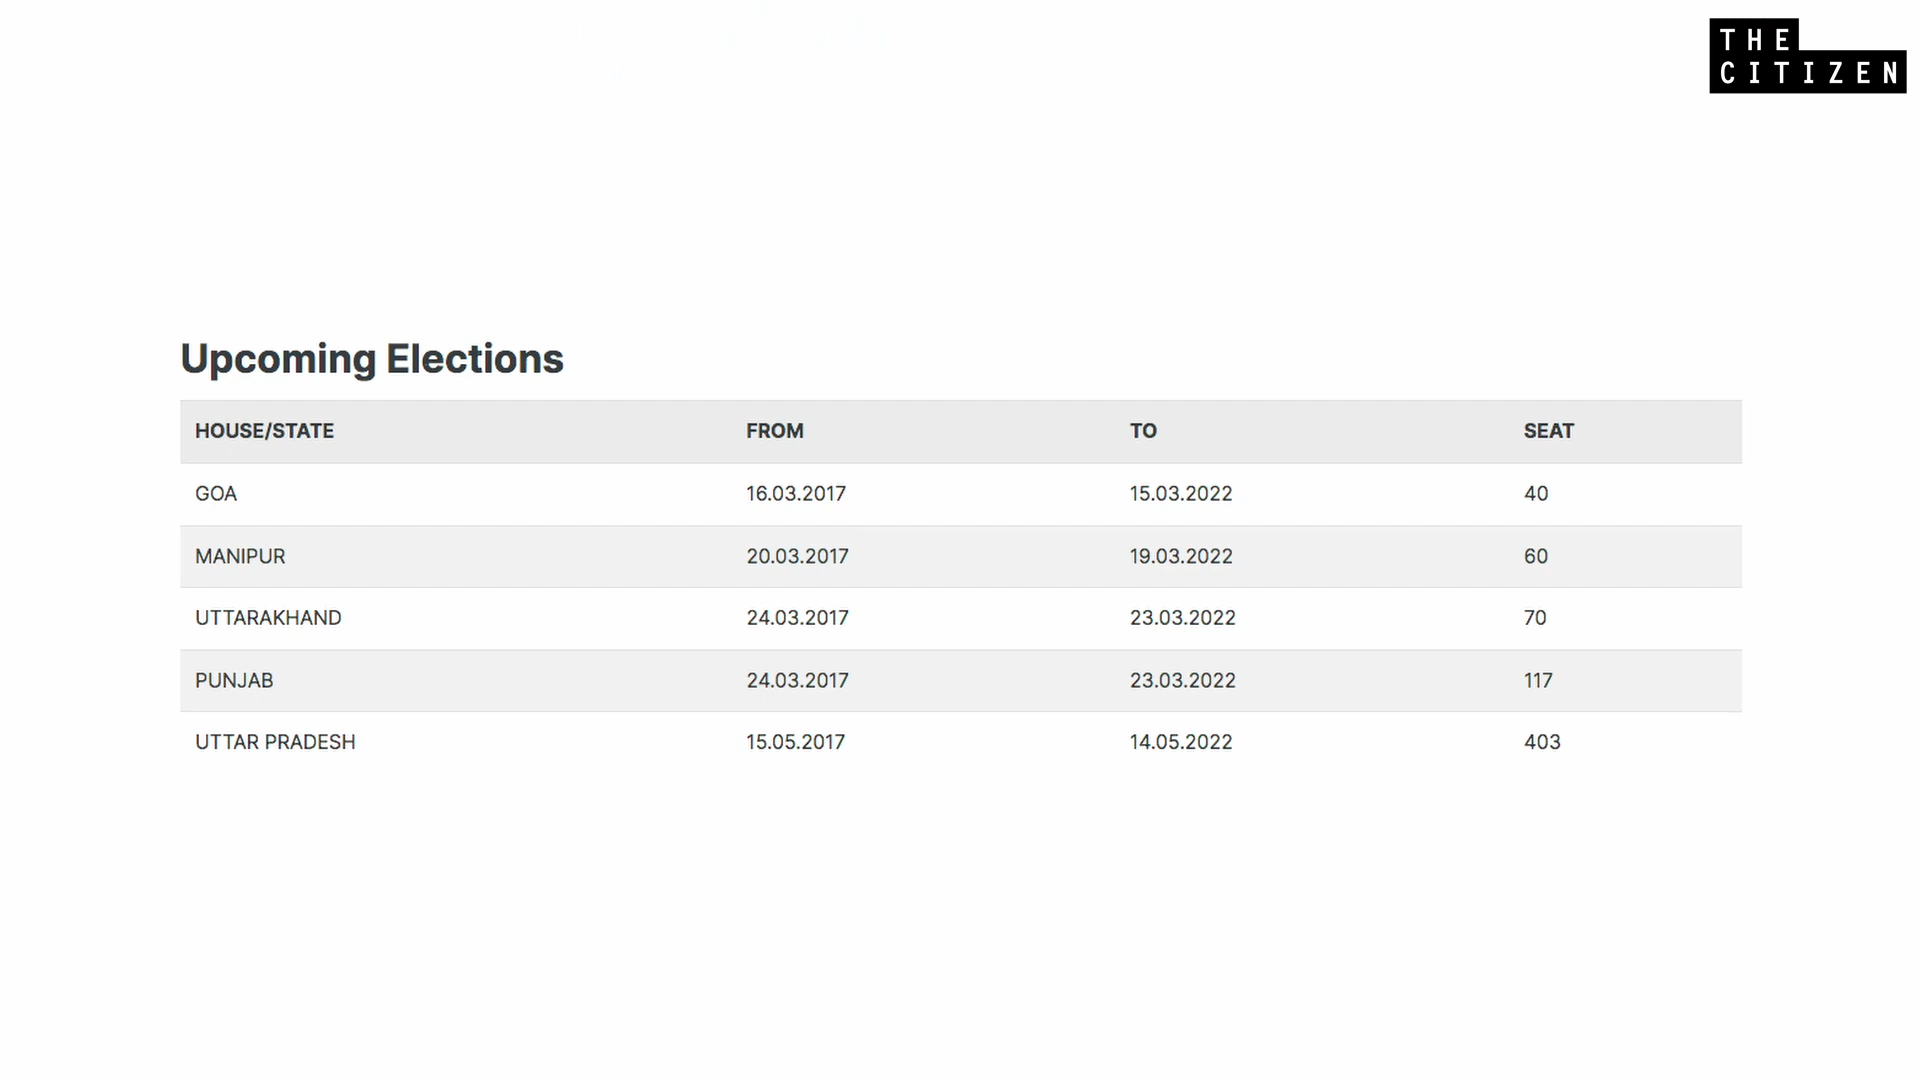 THE
CITIZEN
Upcoming Elections
HOUSE/STATE FROM TO SEAT
GOA 16.03.2017 15.03.2022 40
MANIPUR 20.03.2017 19.03.2022 60
UTTARAKHAND 24.03.2017 23.03.2022 70
PUNJAB 24.03.2017 23.03.2022 117
UTTAR PRADESH 15.05.2017 14.05.2022 403